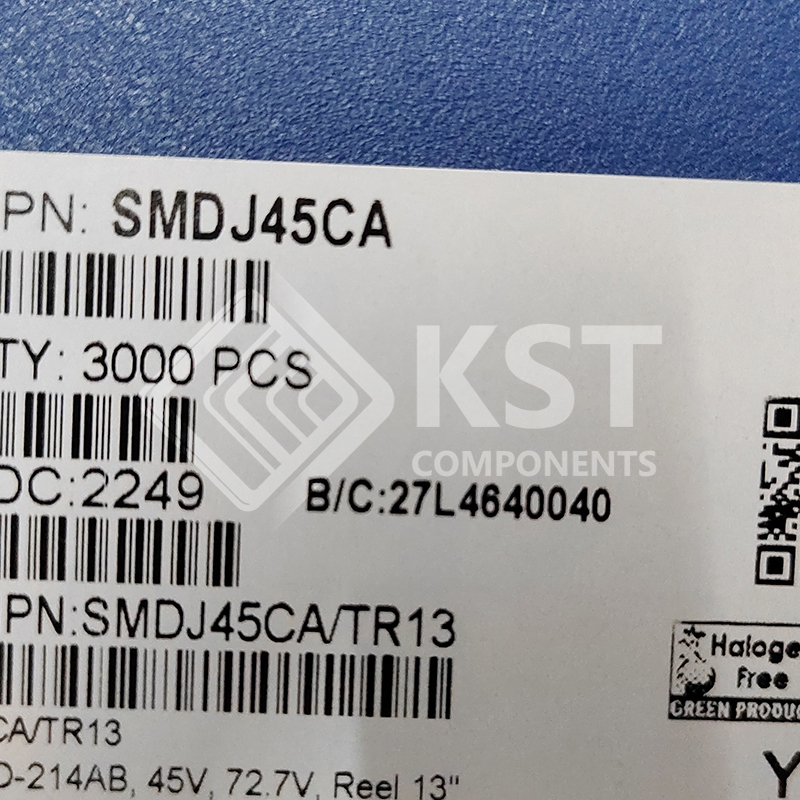 PN: SMDJ45CA
TY: 3000 PCS
KST
COMPONENTS
DC:2249
B/C:27L4640040
PN:SMDJ45CA/TR13
Haloge
Free
GREEN PRODUC
CA/TR13
O-214AB, 45V, 72.7V, Reel 13"
Y